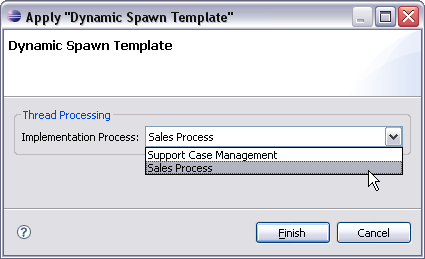 Apply "Dynamic Spawn Template"
Dynamic Spawn Template
Thread Processing
Implementation Process: Sales Process
Support Case Management
Sales Process
? Finish Cancel